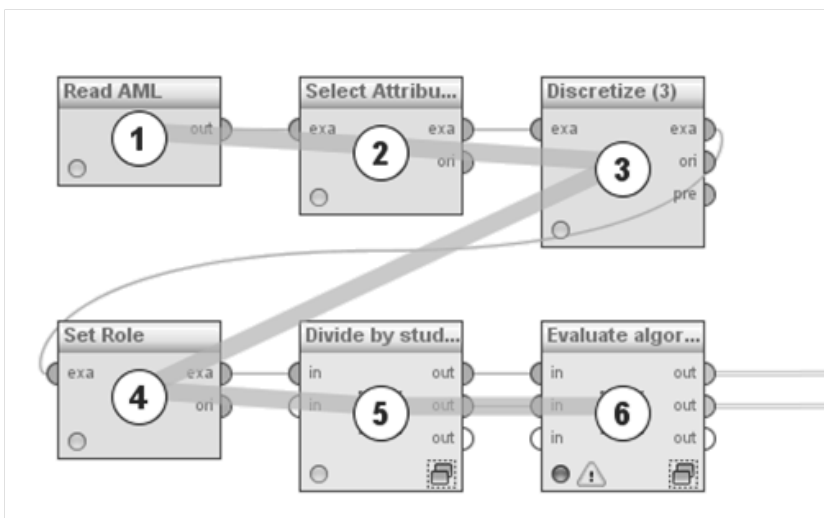 Read AML
out
1
Select Attribu...
exa
exa
ori
2
Discretize (3)
exa
exa
ori
pre
3
Set Role
exa
exa
ori
4
Divide by stud...
in
out
in
out
out
5
Evaluate algor...
in
out
in
out
in
out
6